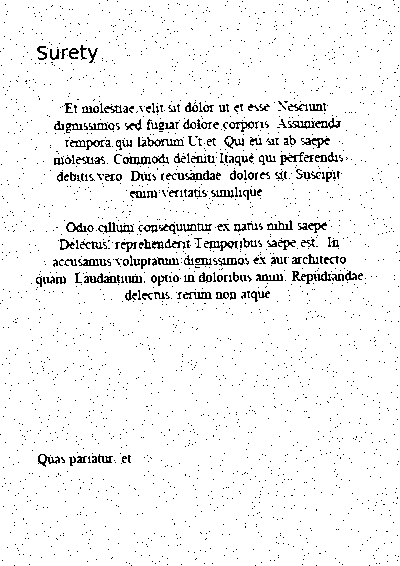 Surety
Et molestiae velit sit dolor ut et esse. Nesciunt
dignissimos sed fugiat dolore corporis. Assumenda
tempora qui laborum Ut et. Qui eu sit ab saepe
molestias. Commodi deleniti Itaque qui perferendis
debitis vero. Duis recusandae. dolores sit. Suscipit
enim veritatis similique
Odio cillum consequuntur ex natus nihil saepe
Delectus, reprehenderit Temporibus saepe est. In
accusamus voluptatum dignissimos ex aut architecto
quam. Laudantium, optio in doloribus anim. Repudiandae
delectus, rerum non atque
Quas pariatur, et